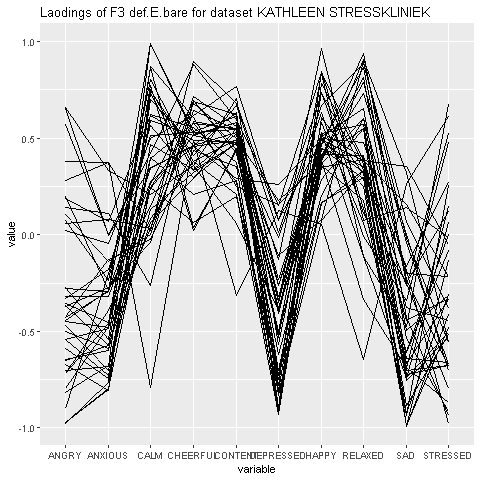 Laodings of F3 def.E.bare for dataset KATHLEEN STRESSKLINIEK
1.0
0.5
0.0
-0.5
-1.0
value
ANGRY ANXIOUS CALM CHEERFUL CONTENT DEPRESSED HAPPY RELAXED SAD STRESSED
variable